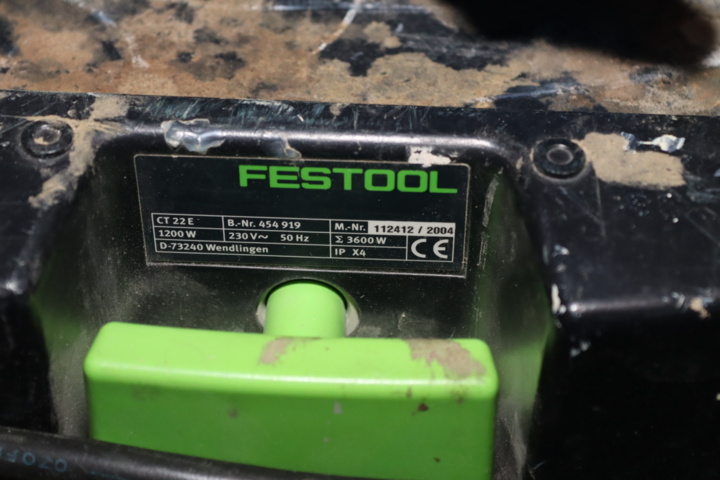 FESTOOL
CT 22 E B.-Nr. 454 919 M.-Nr. 112412 / 2004
1200 W 230 V~ 50 Hz Σ 3600 W CE
D-73240 Wendlingen IP X4